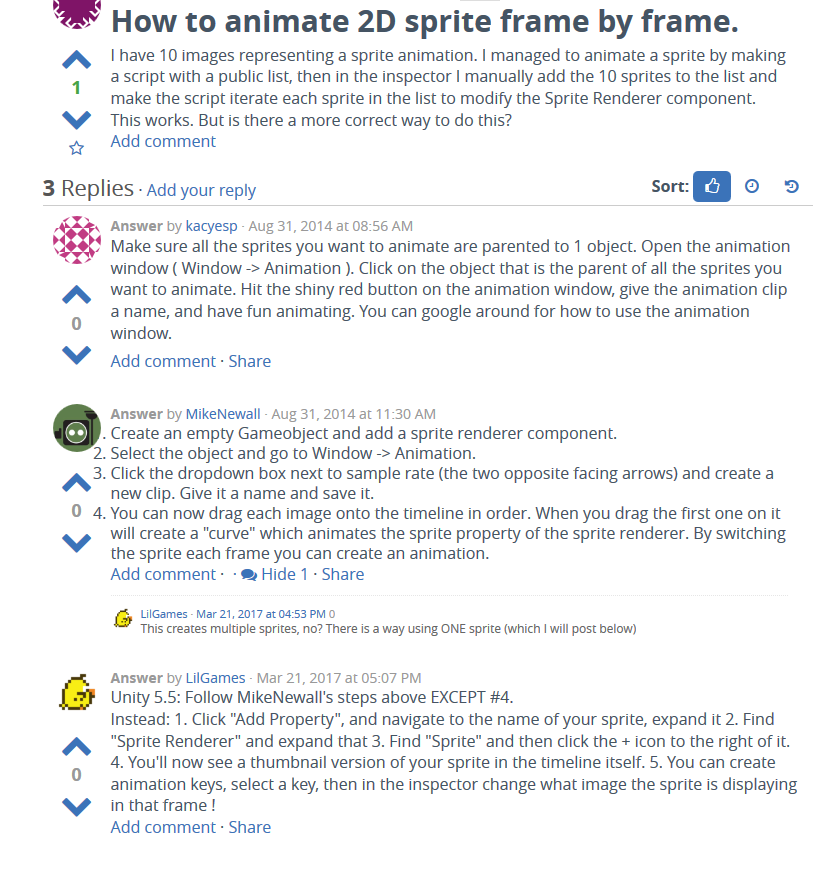 How to animate 2D sprite frame by frame.
I have 10 images representing a sprite animation. I managed to animate a sprite by making
a script with a public list, then in the inspector I manually add the 10 sprites to the list and
make the script iterate each sprite in the list to modify the Sprite Renderer component.
1
This works. But is there a more correct way to do this?
Add comment
3 Replies · Add your reply
Sort:
Answer by kacyesp · Aug 31, 2014 at 08:56 AM
Make sure all the sprites you want to animate are parented to 1 object. Open the animation
window ( Window -> Animation ). Click on the object that is the parent of all the sprites you
want to animate. Hit the shiny red button on the animation window, give the animation clip
a name, and have fun animating. You can google around for how to use the animation
0
window.
Add comment · Share
Answer by MikeNewall · Aug 31, 2014 at 11:30 AM
. Create an empty Gameobject and add a sprite renderer component.
2. Select the object and go to Window -> Animation.
3. Click the dropdown box next to sample rate (the two opposite facing arrows) and create a
new clip. Give it a name and save it.
0
4. You can now drag each image onto the timeline in order. When you drag the first one on it
will create a "curve" which animates the sprite property of the sprite renderer. By switching
the sprite each frame you can create an animation.
Add comment · · Hide 1 · Share
LilGames · Mar 21, 2017 at 04:53 PM 0
This creates multiple sprites, no? There is a way using ONE sprite (which I will post below)
Answer by LilGames · Mar 21, 2017 at 05:07 PM
Unity 5.5: Follow MikeNewall's steps above EXCEPT #4.
Instead: 1. Click "Add Property", and navigate to the name of your sprite, expand it 2. Find
"Sprite Renderer" and expand that 3. Find "Sprite" and then click the + icon to the right of it.
4. You'll now see a thumbnail version of your sprite in the timeline itself. 5. You can create
0
animation keys, select a key, then in the inspector change what image the sprite is displaying
in that frame !
Add comment · Share